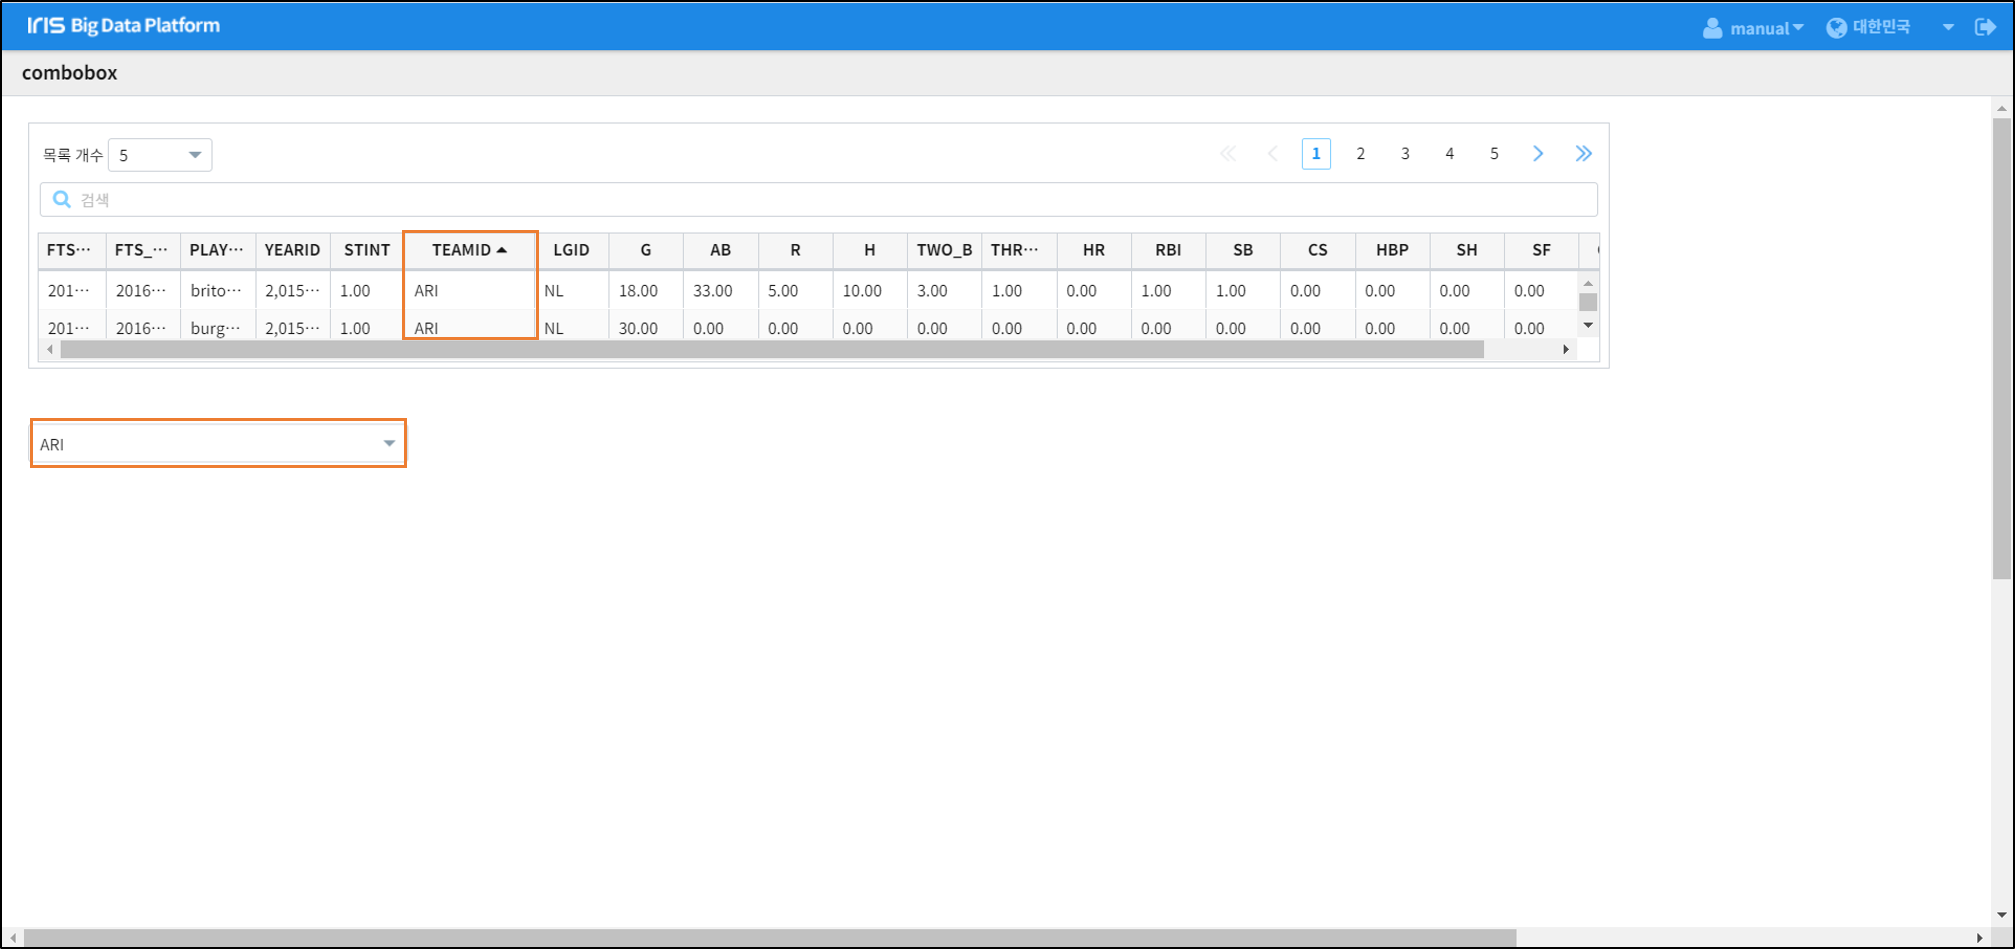 IRIS Big Data Platform manual 대한민국
combobox
목록 개수 5 1 2 3 4 5
검색
FTS··· FTS_··· PLAY··· YEARID STINT TEAMID LGID G AB R H TWO_B THR··· HR RBI SB CS HBP SH SF
201··· 2016··· brito··· 2,015··· 1.00 ARI NL 18.00 33.00 5.00 10.00 3.00 1.00 0.00 1.00 1.00 0.00 0.00 0.00 0.00
201··· 2016··· burg··· 2,015··· 1.00 ARI NL 30.00 0.00 0.00 0.00 0.00 0.00 0.00 0.00 0.00 0.00 0.00 0.00 0.00
ARI